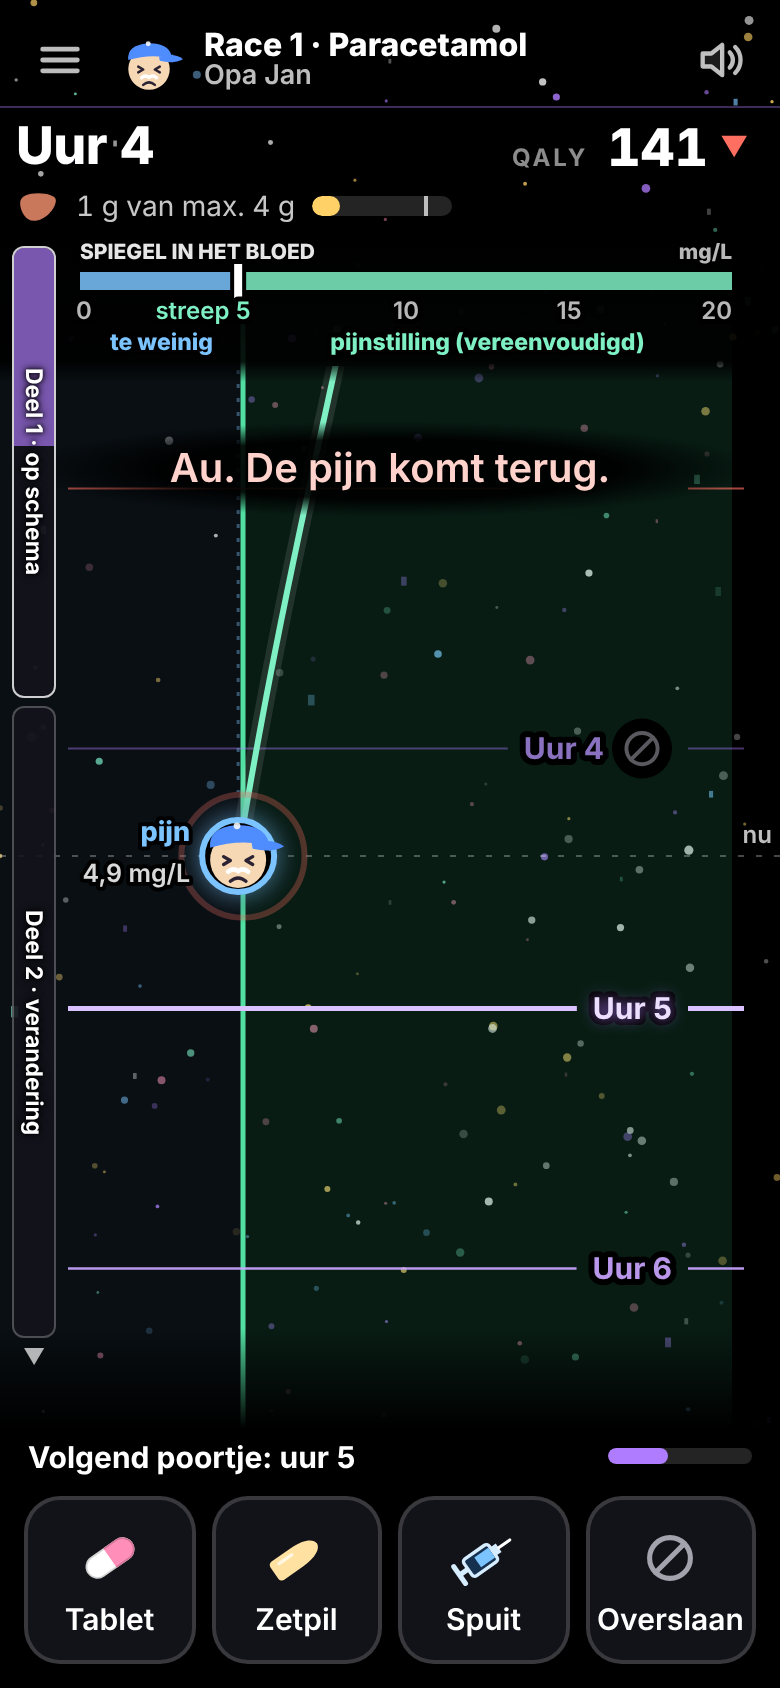 Race 1 · Paracetamol
Opa Jan
Uur 4
QALY 141
1 g van max. 4 g
SPIEGEL IN HET BLOED mg/L
0 streep 5 10 15 20
te weinig pijnstilling (vereenvoudigd)
Deel 1 · op schema
Au. De pijn komt terug.
Uur 4
pijn
nu
4,9 mg/L
Deel 2 · verandering
Uur 5
Uur 6
Volgend poortje: uur 5
Tablet Zetpil Spuit Overslaan